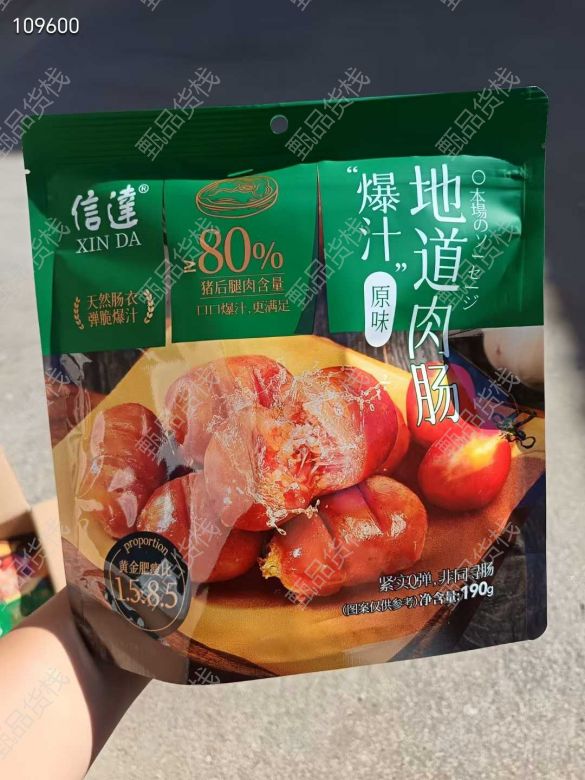 109600
信達®
XIN DA
天然肠衣
弹脆爆汁
≥80%
猪后腿肉含量
口口爆汁,更满足
“爆汁”
原味
地道肉肠
本場のソーセージ
proportion
黄金肥瘦比
1.5:8.5
紧实Q弹,非同寻肠
(图案仅供参考)净含量:190g
甄品货栈